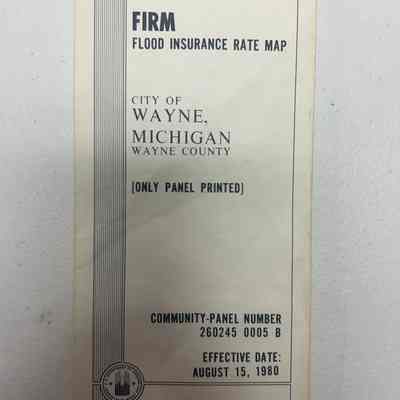 FIRM
FLOOD INSURANCE RATE MAP
CITY OF
WAYNE,
MICHIGAN
WAYNE COUNTY
[ONLY PANEL PRINTED]
COMMUNITY-PANEL NUMBER
260245 0005 B
EFFECTIVE DATE:
AUGUST 15, 1980